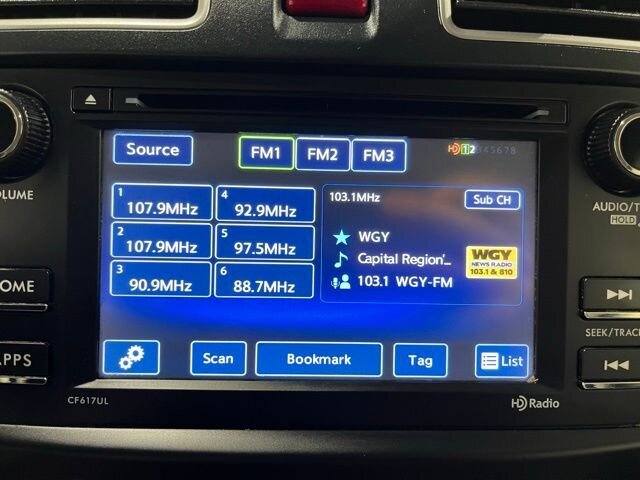 Source
FM1
FM2
FM3
HD 12345678
OLUME
AUDIO/T
HOLD
1 107.9MHz
4 92.9MHz
103.1MHz
Sub CH
2 107.9MHz
5 97.5MHz
WGY
Capital Region'...
WGY
NEWS RADIO
103.1 & 810
3 90.9MHz
6 88.7MHz
103.1 WGY-FM
OME
SEEK/TRACK
APPS
Scan
Bookmark
Tag
List
CF617UL
HD Radio